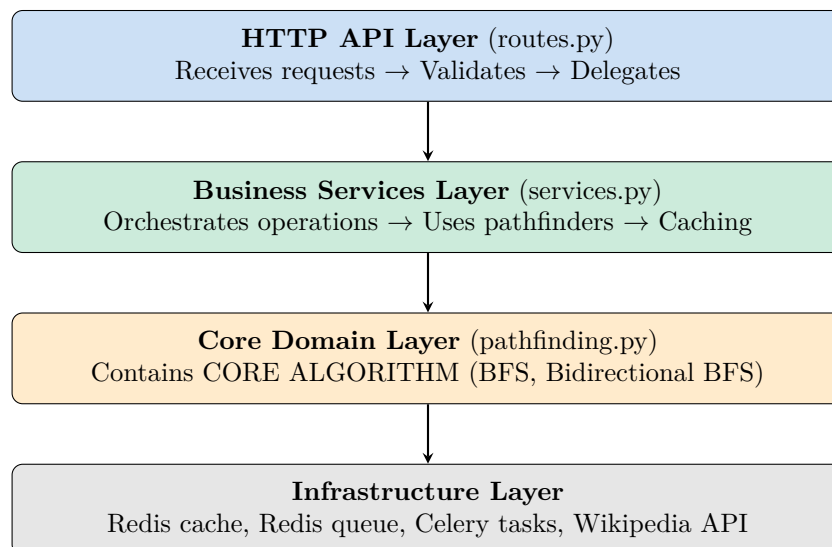 HTTP API Layer (routes.py)
Receives requests → Validates → Delegates
Business Services Layer (services.py)
Orchestrates operations → Uses pathfinders → Caching
Core Domain Layer (pathfinding.py)
Contains CORE ALGORITHM (BFS, Bidirectional BFS)
Infrastructure Layer
Redis cache, Redis queue, Celery tasks, Wikipedia API